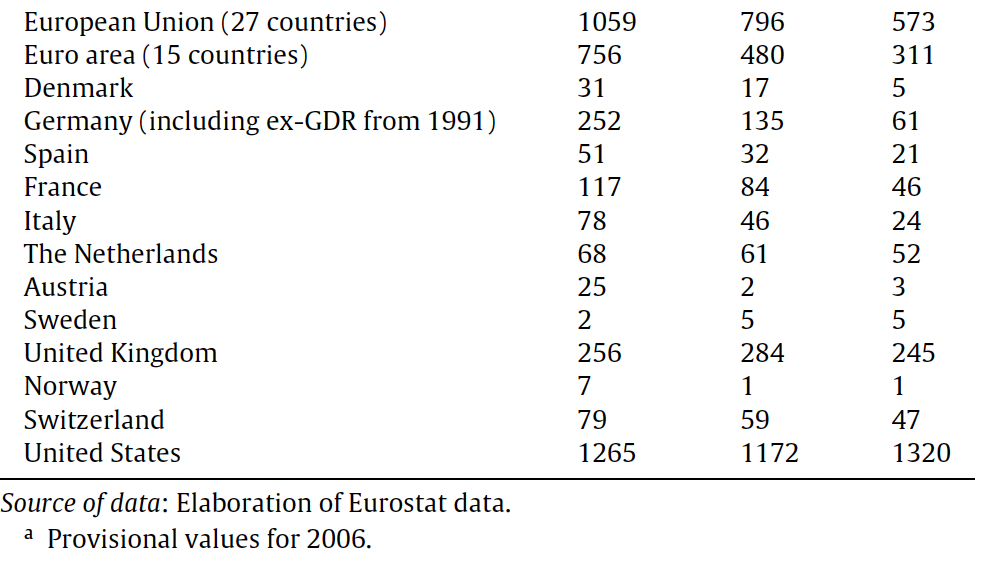 European Union (27 countries) 1059 796 573
Euro area (15 countries) 756 480 311
Denmark 31 17 5
Germany (including ex-GDR from 1991) 252 135 61
Spain 51 32 21
France 117 84 46
Italy 78 46 24
The Netherlands 68 61 52
Austria 25 2 3
Sweden 2 5 5
United Kingdom 256 284 245
Norway 7 1 1
Switzerland 79 59 47
United States 1265 1172 1320
Source of data: Elaboration of Eurostat data.
a Provisional values for 2006.